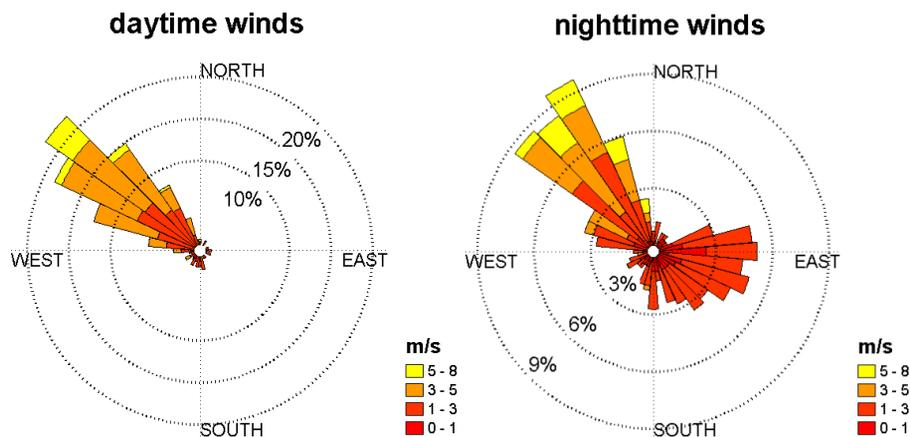 daytime winds
NORTH
20%
15%
10%
WEST
EAST
SOUTH
m/s
5 - 8
3 - 5
1 - 3
0 - 1
nighttime winds
NORTH
WEST
EAST
3%
6%
9%
SOUTH
m/s
5 - 8
3 - 5
1 - 3
0 - 1